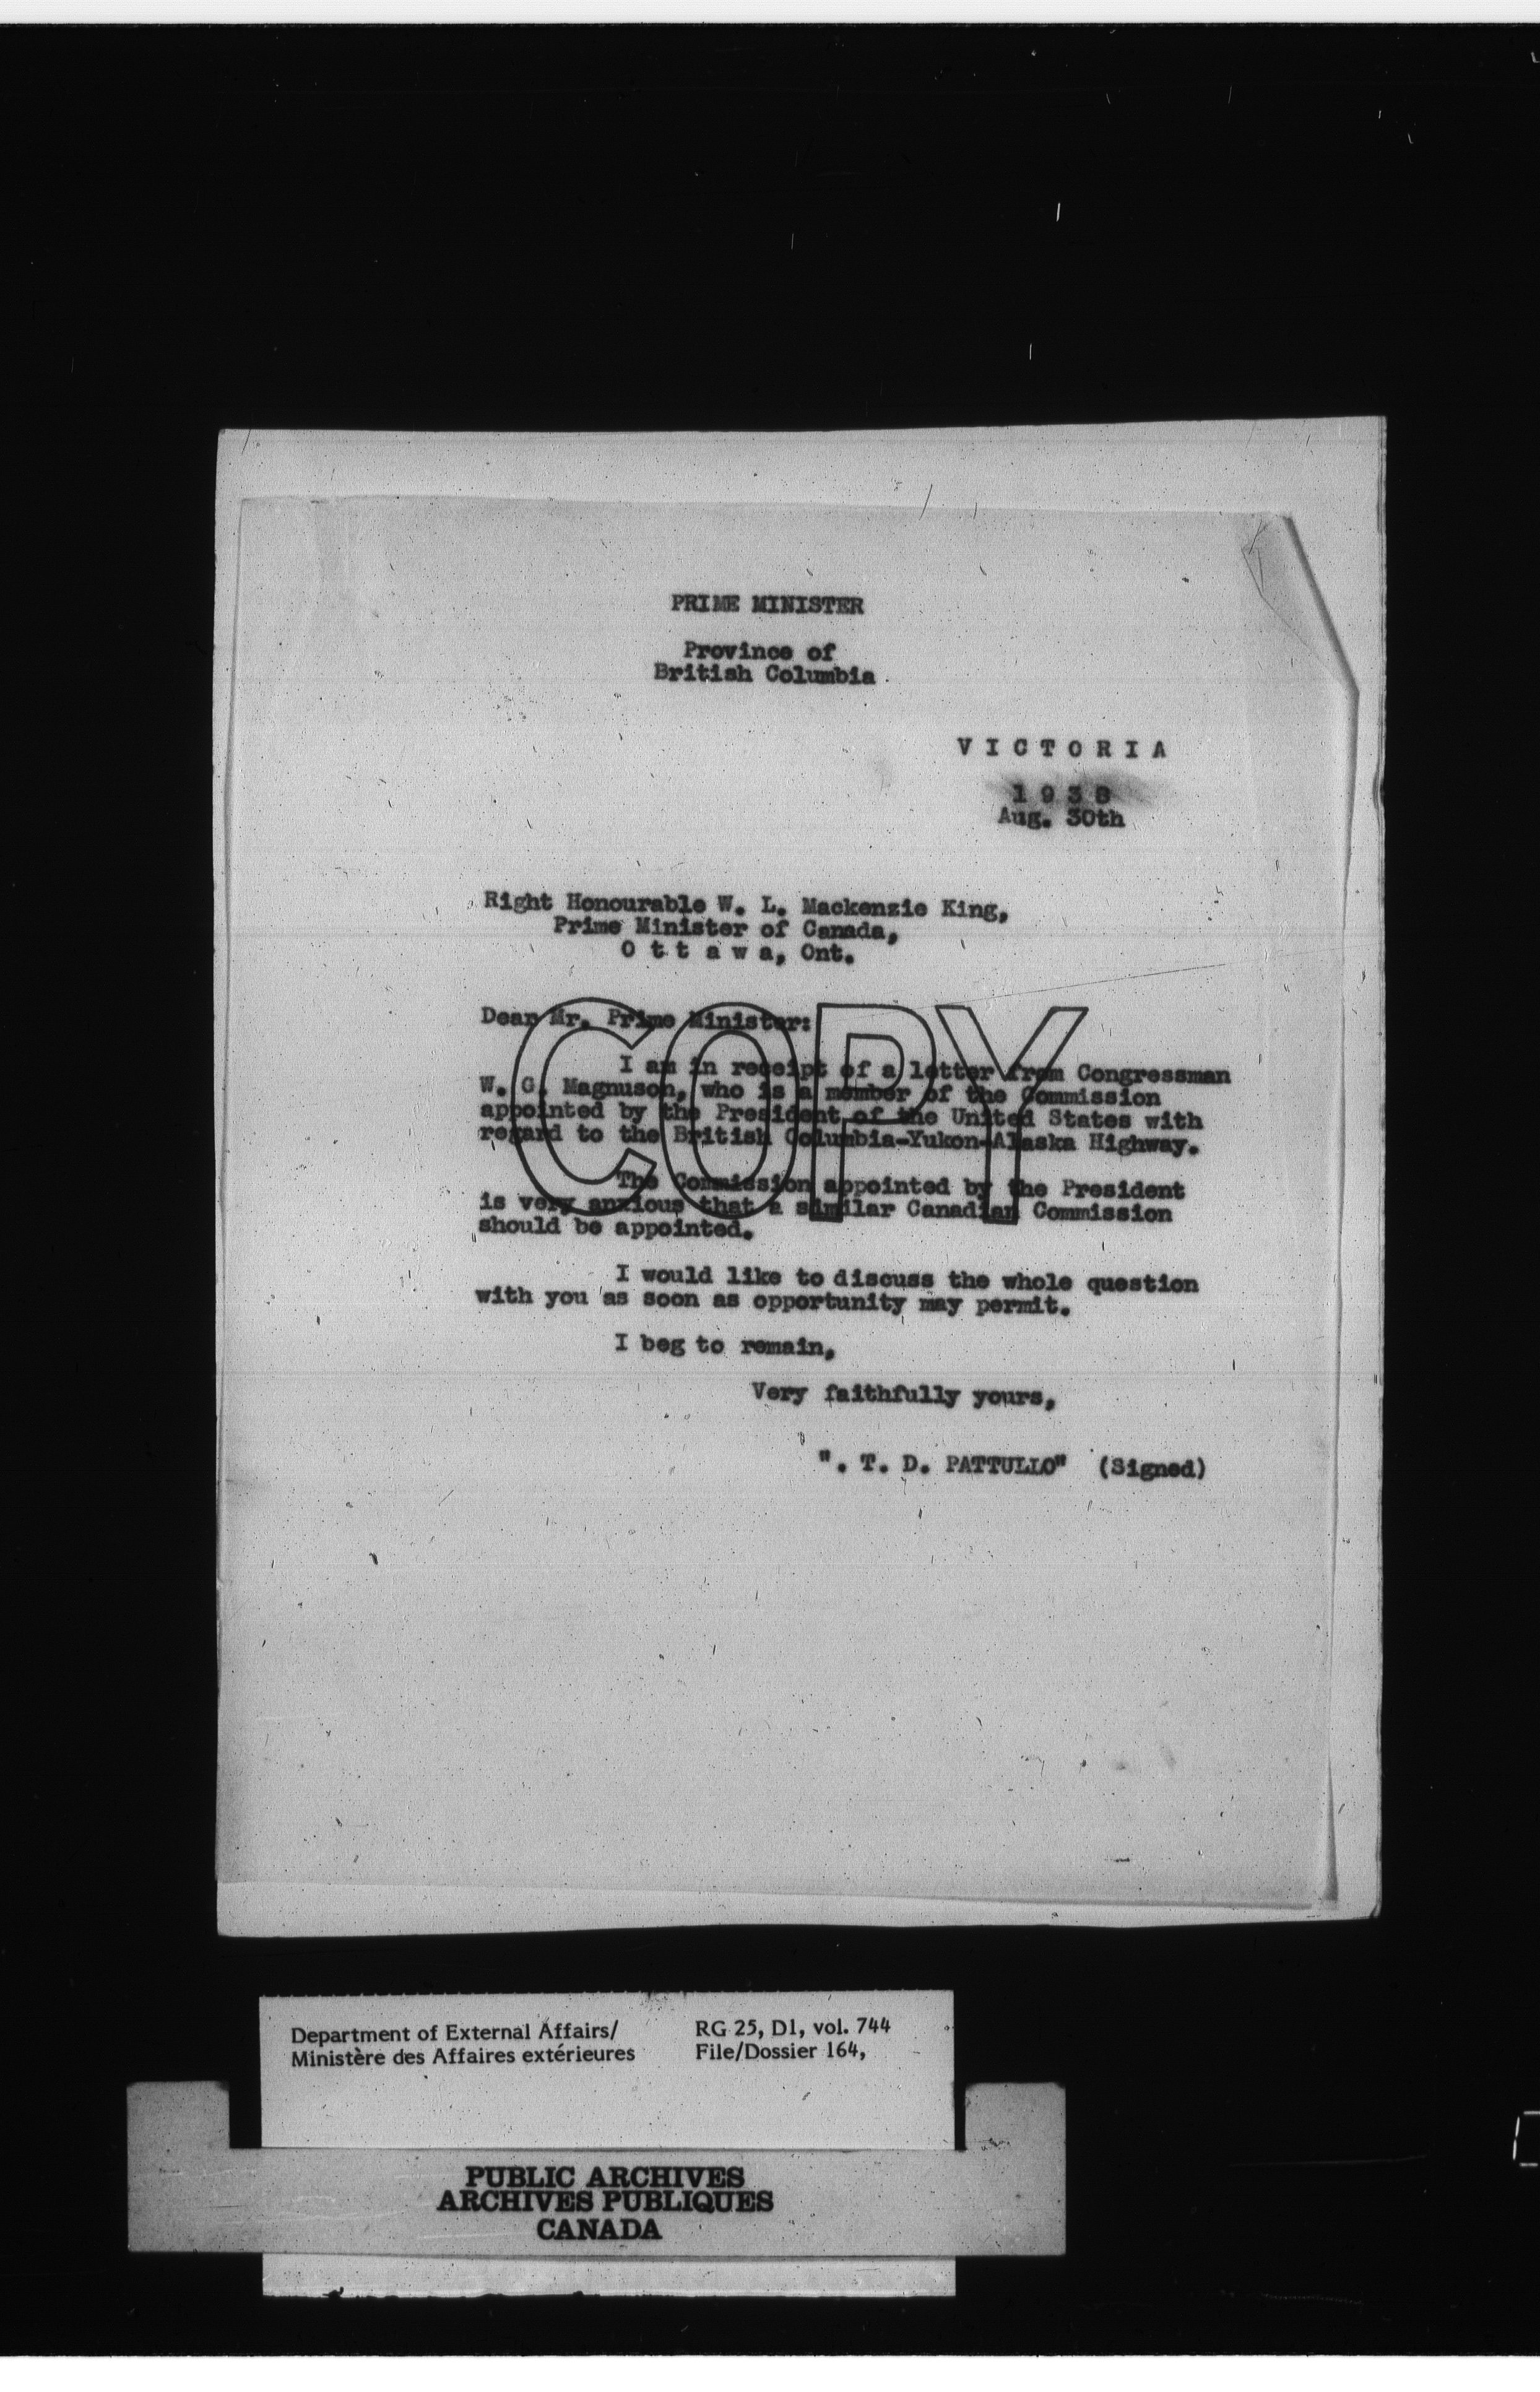 PRIME MINISTER
Province of
British Columbia
V I C T O R I A
1 9 3 8
Aug. 30th
Right Honourable W. L. Mackenzie King,
Prime Minister of Canada,
O t t a w a, Ont.
COPY
Dear Mr. Prime Minister:
I am in receipt of a letter from Congressman
W. G. Magnuson, who is a member of the Commission
appointed by the President of the United States with
regard to the British Columbia-Yukon-Alaska Highway.
The Commission appointed by the President
is very anxious that a similar Canadian Commission
should be appointed.
I would like to discuss the whole question
with you as soon as opportunity may permit.
I beg to remain,
Very faithfully yours,
". T. D. PATTULLO" (Signed)
Department of External Affairs/ RG 25, D1, vol. 744
Ministère des Affaires extérieures File/Dossier 164,
PUBLIC ARCHIVES
ARCHIVES PUBLIQUES
CANADA